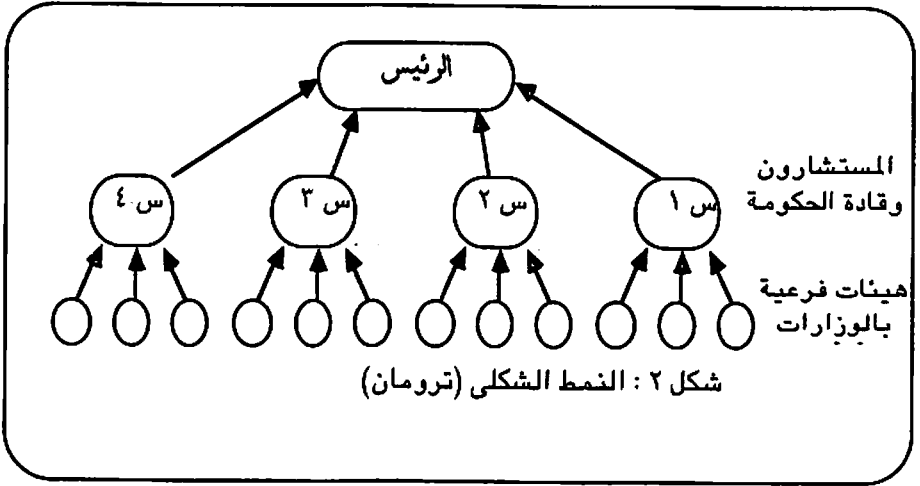 الرئيس
المستشارون
وقادة الحكومة
س ١
س ٢
س ٣
س ٤
هيئات فرعية
بالوزارات
شكل ٢ : النمط الشكلى (ترومان)